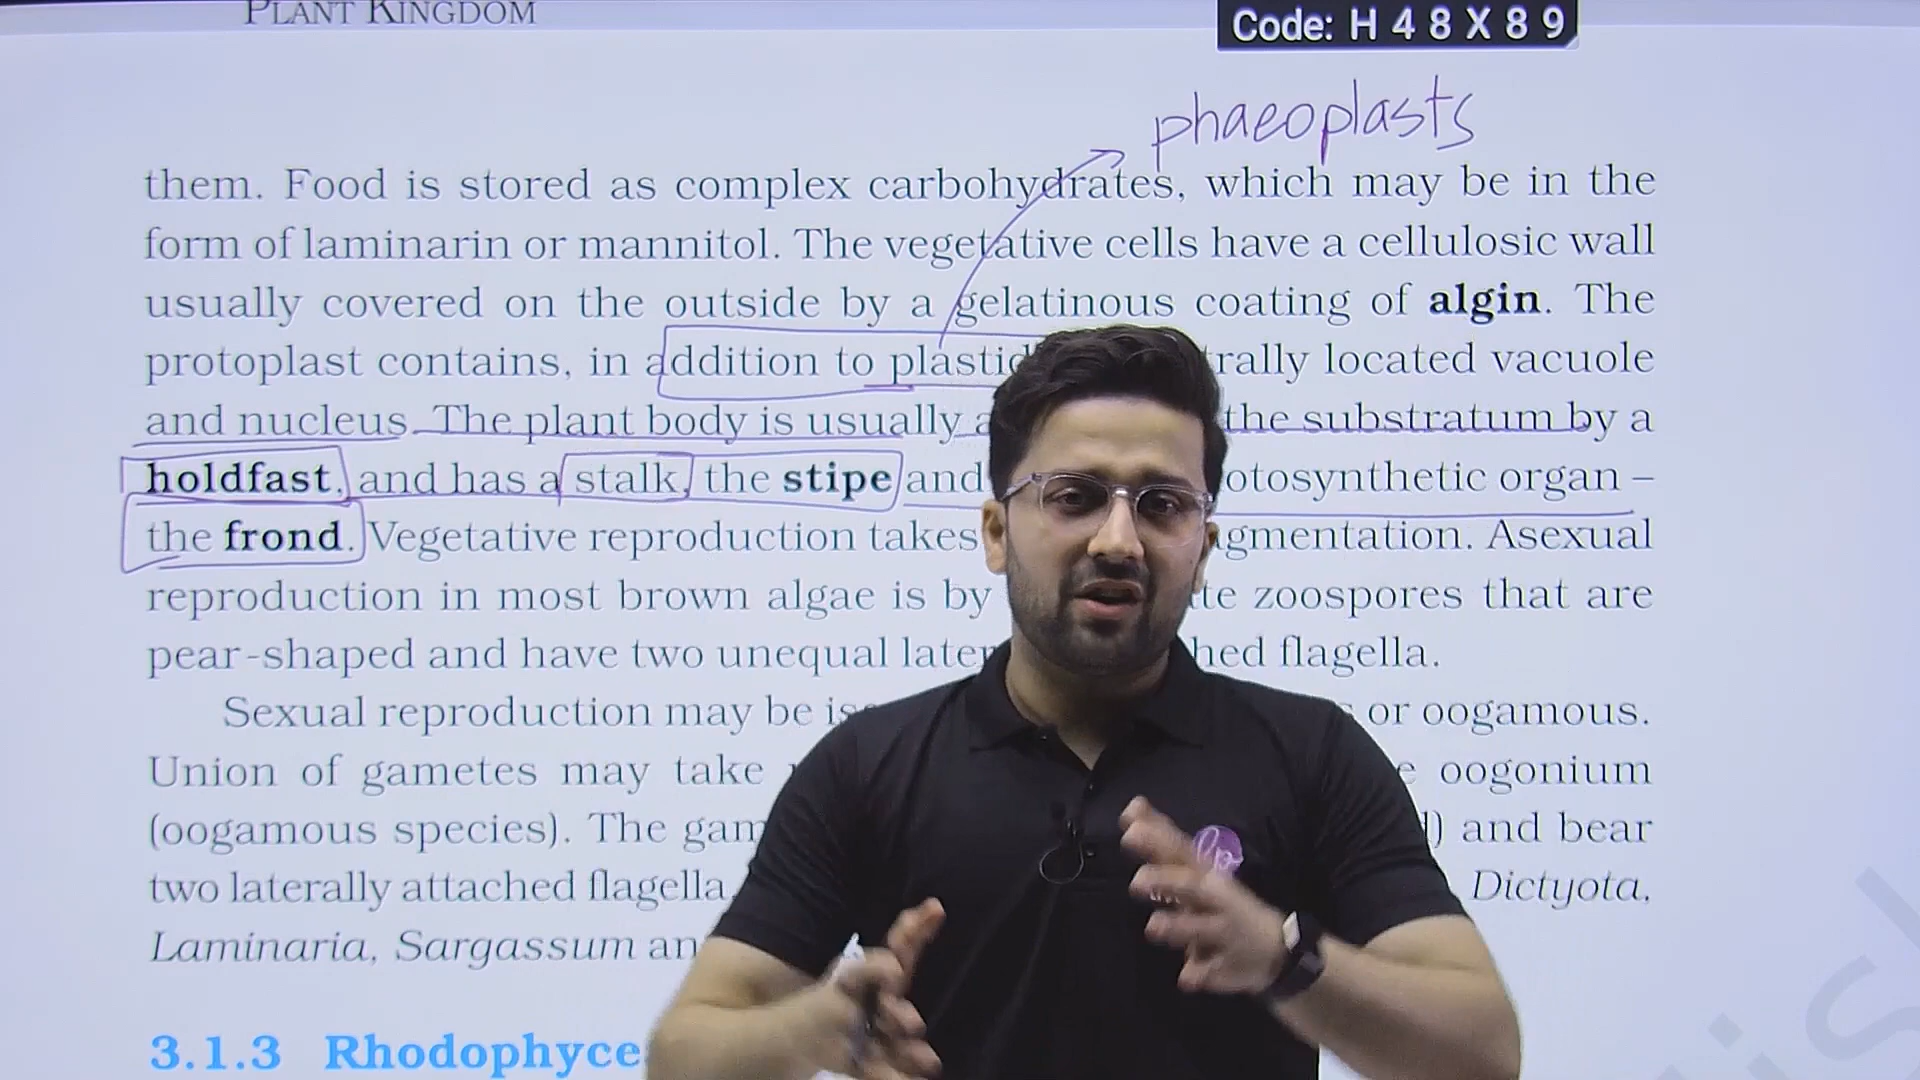 PLANT KINGDOM
Code: H 4 8 X 8 9
phaeoplasts
them. Food is stored as complex carbohydrates, which may be in the
form of laminarin or mannitol. The vegetative cells have a cellulosic wall
usually covered on the outside by a gelatinous coating of algin. The
protoplast contains, in addition to plastid rally located vacuole
and nucleus. The plant body is usually a the substratum by a
holdfast, and has a stalk, the stipe and otosynthetic organ –
the frond. Vegetative reproduction takes gmentation. Asexual
reproduction in most brown algae is by te zoospores that are
pear-shaped and have two unequal later hed flagella.
Sexual reproduction may be is s or oogamous.
Union of gametes may take e oogonium
(oogamous species). The gam d) and bear
two laterally attached flagella. Dictyota,
Laminaria, Sargassum an
3.1.3 Rhodophyce